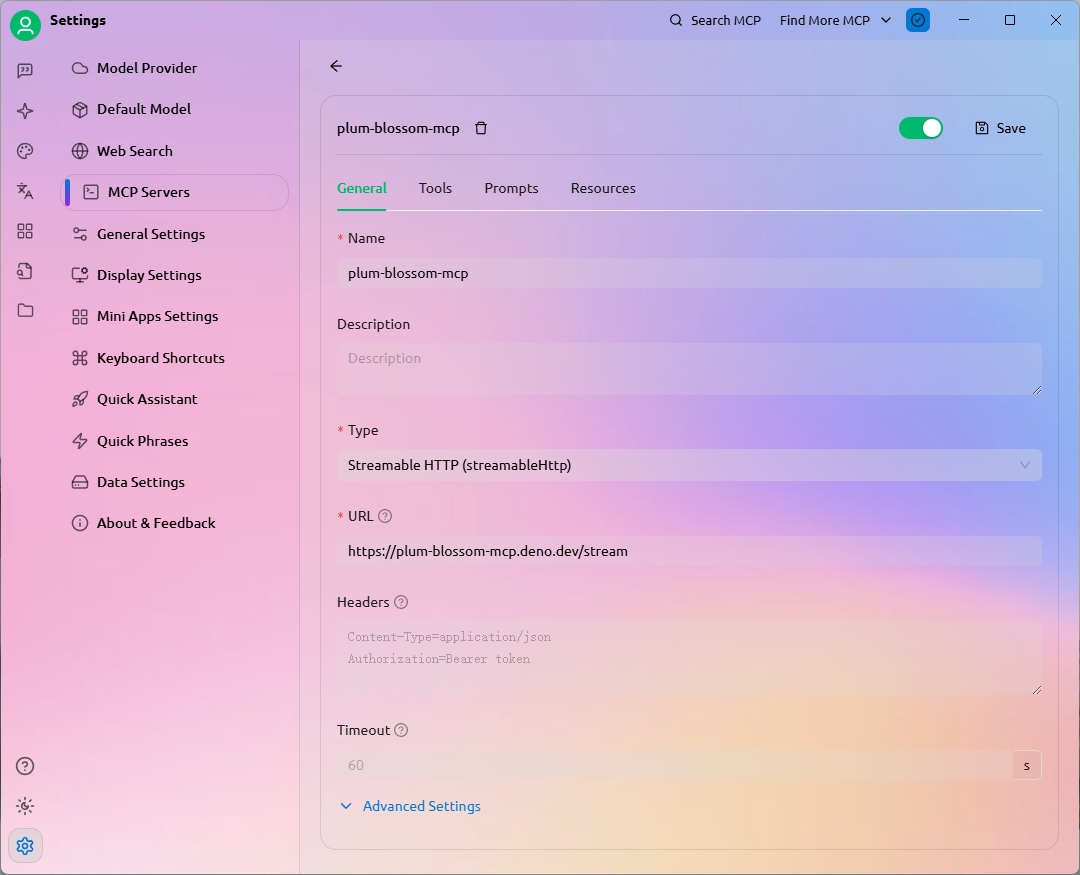 Settings
Search MCP
Find More MCP
Model Provider
Default Model
Web Search
MCP Servers
General Settings
Display Settings
Mini Apps Settings
Keyboard Shortcuts
Quick Assistant
Quick Phrases
Data Settings
About & Feedback
plum-blossom-mcp
Save
General
Tools
Prompts
Resources
* Name
plum-blossom-mcp
Description
Description
* Type
Streamable HTTP (streamableHttp)
* URL
https://plum-blossom-mcp.deno.dev/stream
Headers
Content-Type=application/json
Authorization=Bearer token
Timeout
60
s
Advanced Settings